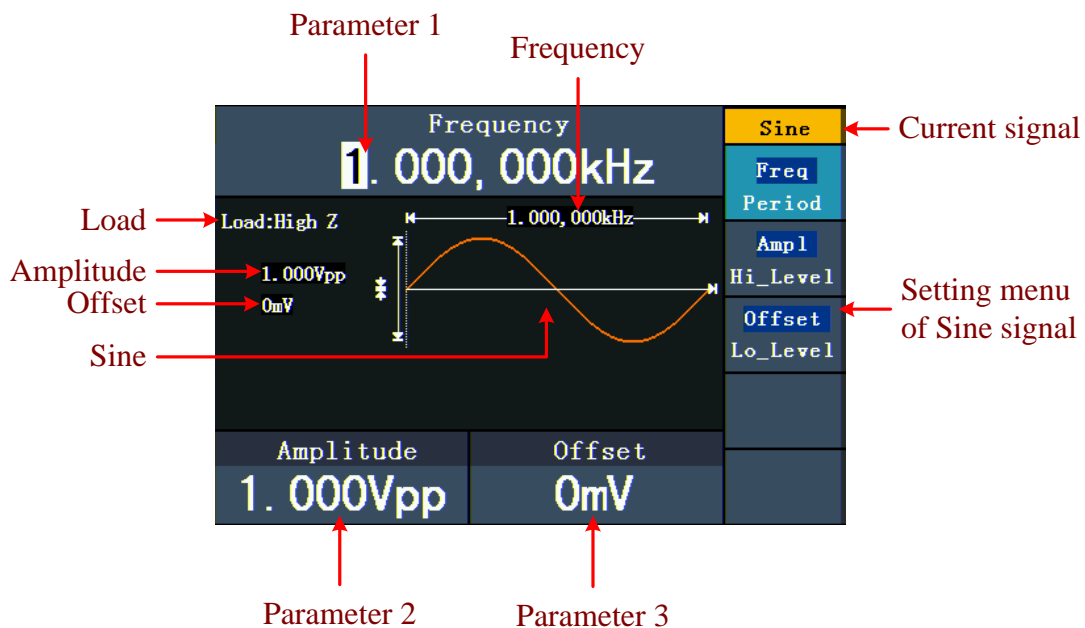 Parameter 1
Frequency
Frequency
Sine
Current signal
1.000,000kHz
Freq
Period
Load
Load:High Z
1.000,000kHz
Ampl
Hi_Level
Amplitude
1.000Vpp
Offset
0mV
Setting menu
of Sine signal
Offset
Lo_Level
Sine
Amplitude
Offset
1.000Vpp
0mV
Parameter 2
Parameter 3